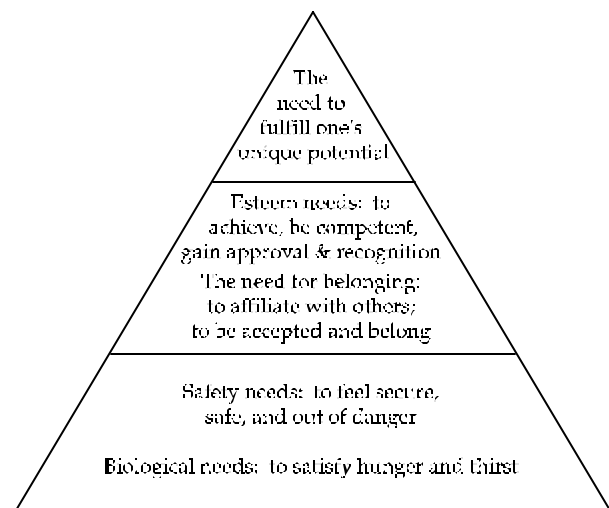 The
need to
fulfill one's
unique potential
Esteem needs: to
achieve, be competent,
gain approval & recognition
The need for belonging:
to affiliate with others;
to be accepted and belong
Safety needs: to feel secure,
safe, and out of danger
Biological needs: to satisfy hunger and thirst